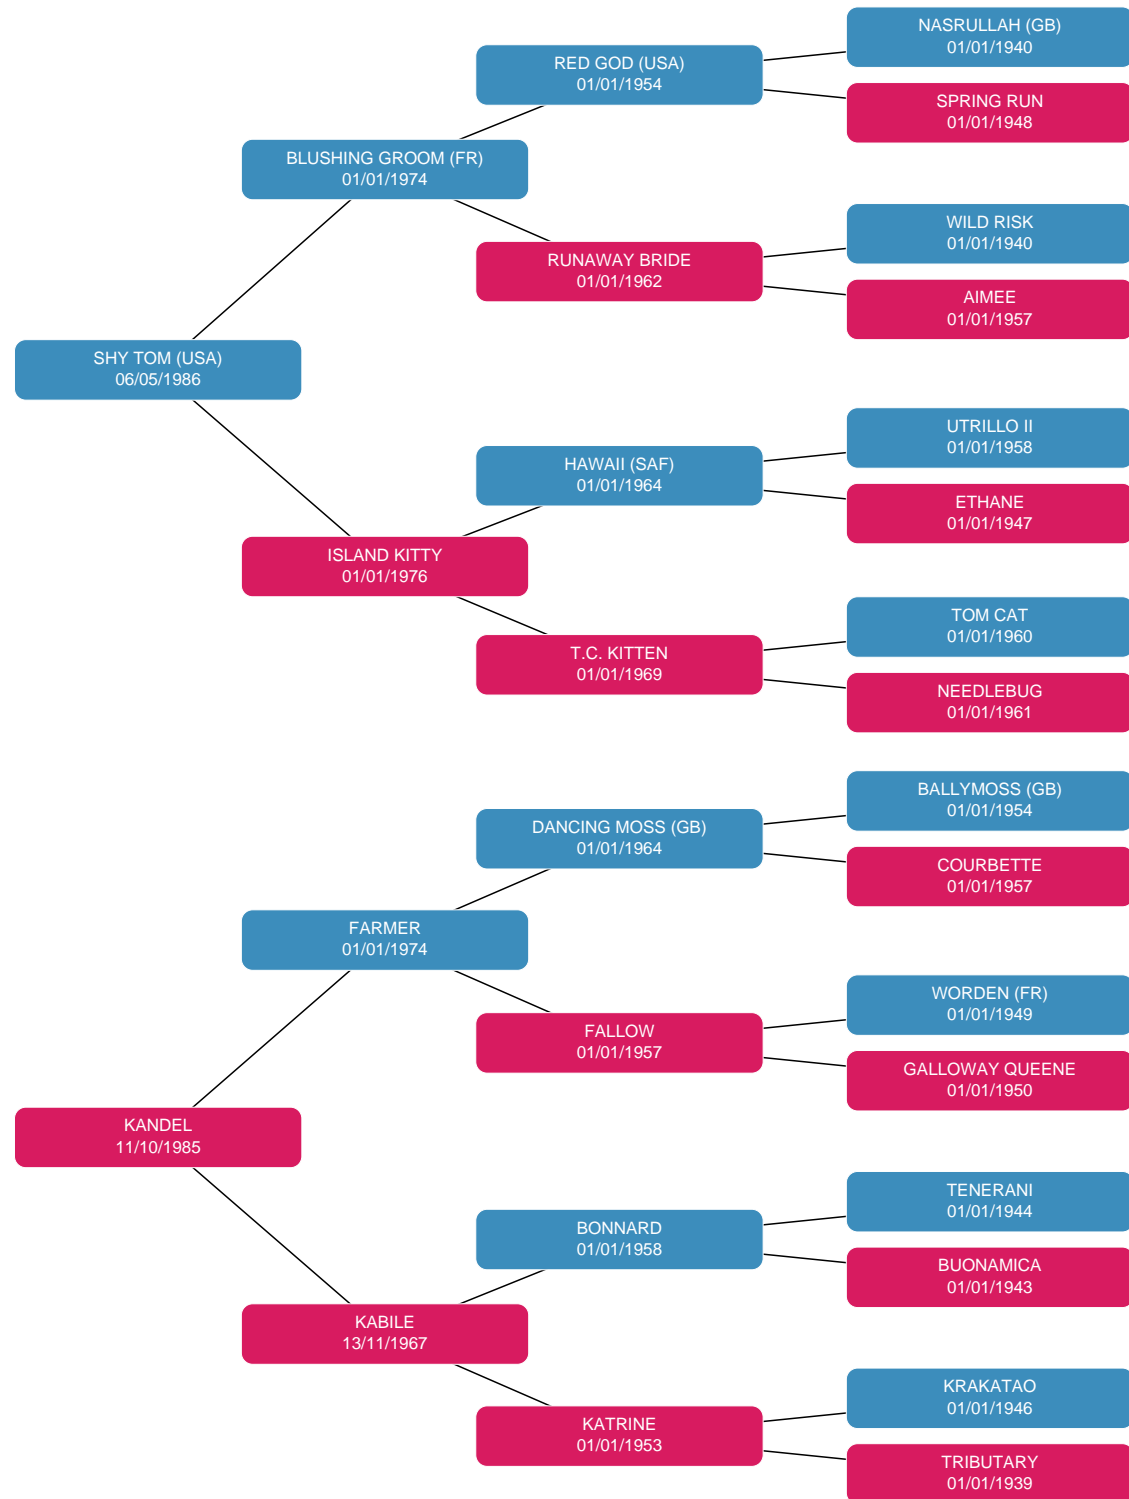 NASRULLAH (GB)
01/01/1940
RED GOD (USA)
01/01/1954
SPRING RUN
01/01/1948
BLUSHING GROOM (FR)
01/01/1974
WILD RISK
01/01/1940
RUNAWAY BRIDE
01/01/1962
AIMEE
01/01/1957
SHY TOM (USA)
06/05/1986
UTRILLO II
01/01/1958
HAWAII (SAF)
01/01/1964
ETHANE
01/01/1947
ISLAND KITTY
01/01/1976
TOM CAT
01/01/1960
T.C. KITTEN
01/01/1969
NEEDLEBUG
01/01/1961
BALLYMOSS (GB)
01/01/1954
DANCING MOSS (GB)
01/01/1964
COURBETTE
01/01/1957
FARMER
01/01/1974
WORDEN (FR)
01/01/1949
FALLOW
01/01/1957
GALLOWAY QUEENE
01/01/1950
KANDEL
11/10/1985
TENERANI
01/01/1944
BONNARD
01/01/1958
BUONAMICA
01/01/1943
KABILE
13/11/1967
KRAKATAO
01/01/1946
KATRINE
01/01/1953
TRIBUTARY
01/01/1939